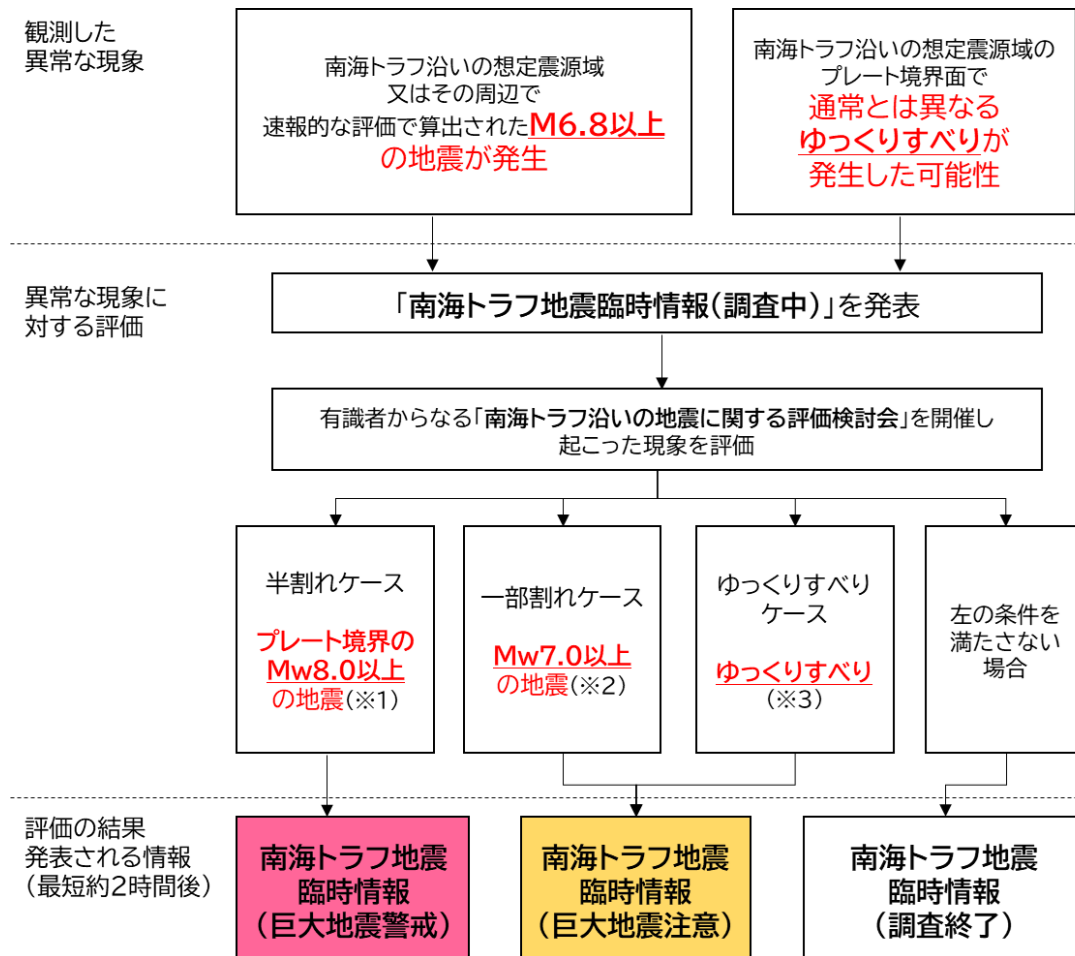 観測した
異常な現象
南海トラフ沿いの想定震源域
又はその周辺で
速報的な評価で算出されたM6.8以上
の地震が発生
南海トラフ沿いの想定震源域の
プレート境界面で
通常とは異なる
ゆっくりすべりが
発生した可能性
異常な現象に
対する評価
「南海トラフ地震臨時情報(調査中)」を発表
有識者からなる「南海トラフ沿いの地震に関する評価検討会」を開催し
起こった現象を評価
半割れケース
プレート境界の
Mw8.0以上
の地震(※1)
一部割れケース
Mw7.0以上
の地震(※2)
ゆっくりすべり
ケース
ゆっくりすべり
(※3)
左の条件を
満たさない
場合
評価の結果
発表される情報
(最短約2時間後)
南海トラフ地震
臨時情報
(巨大地震警戒)
南海トラフ地震
臨時情報
(巨大地震注意)
南海トラフ地震
臨時情報
(調査終了)